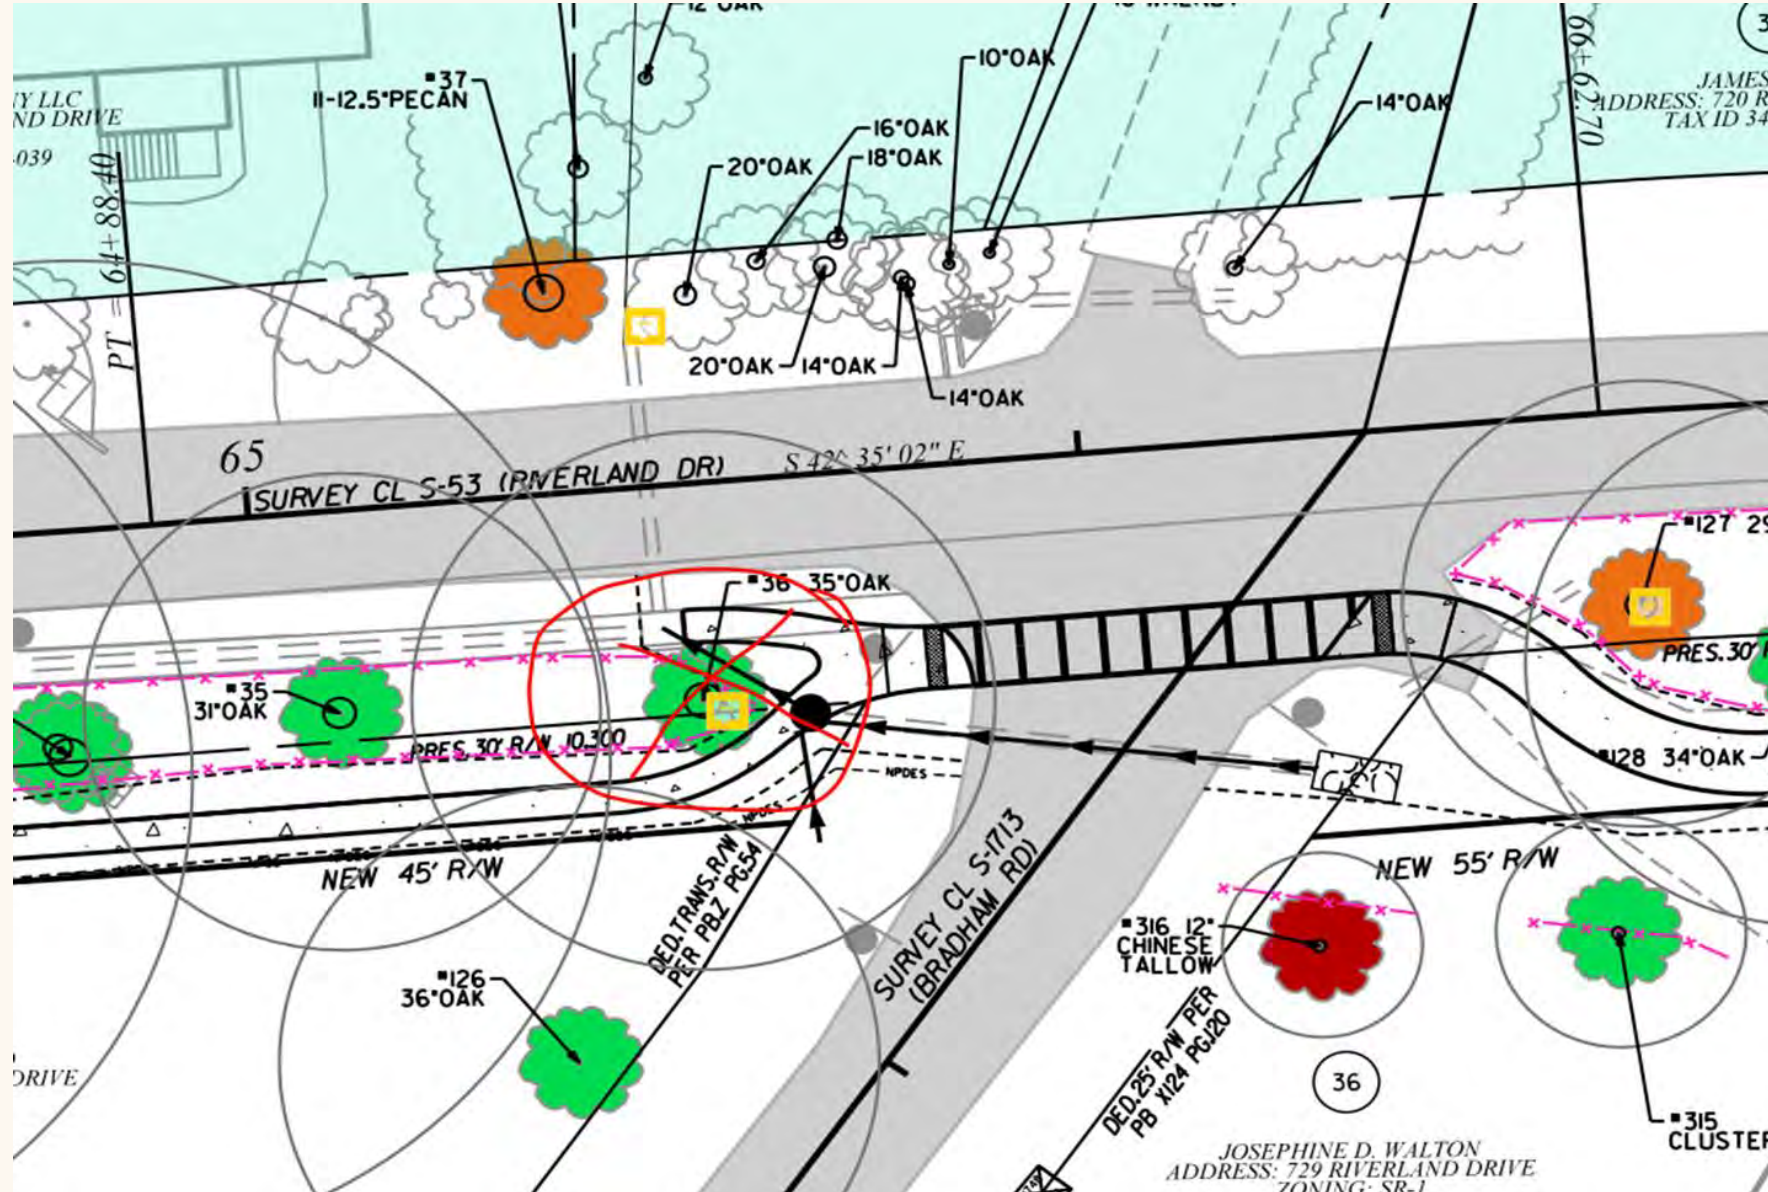 12"OAK
10"OAK
"37
11-12.5"PECAN
14"OAK
JAMES
ADDRESS: 720 R
TAX ID 34
66+62.70
Y LLC
ND DRIVE
-039
16"OAK
18"OAK
20"OAK
PT = 64+88.40
20"OAK
14"OAK
14"OAK
65
SURVEY CL S-53 (RIVERLAND DR)
S 42^ 35' 02" E
"36 35"OAK
"127 29
PRES.30'
"35
31"OAK
PRES. 30' R/W 10.300
NPDES
NPDES
"128 34"OAK
NEW 45' R/W
NEW 55' R/W
DED.TRANS.R/W
PER PBZ PG54
SURVEY CL S-1713
(BRADHAM RD)
"316 12"
CHINESE
TALLOW
"126
36"OAK
DED.25' R/W PER
PB X124 PG120
DRIVE
36
"315
CLUSTER
JOSEPHINE D. WALTON
ADDRESS: 729 RIVERLAND DRIVE
ZONING: SR-1